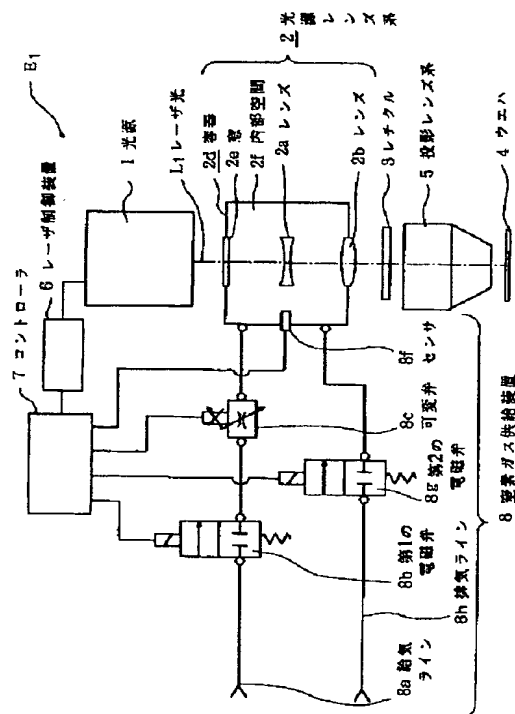 E1
7 コントローラ
6 レーザ制御装置
1 光源
L1 レーザ光
2d 容器
2e 窓
2f 内部空間
2a レンズ
2b レンズ
2 光源レンズ系
3 レチクル
5 投影レンズ系
4 ウエハ
8f センサ
8c 可変弁
8g 第2の
電磁弁
8b 第1の
電磁弁
8h 排気ライン
8a 給気
ライン
8 窒素ガス供給装置